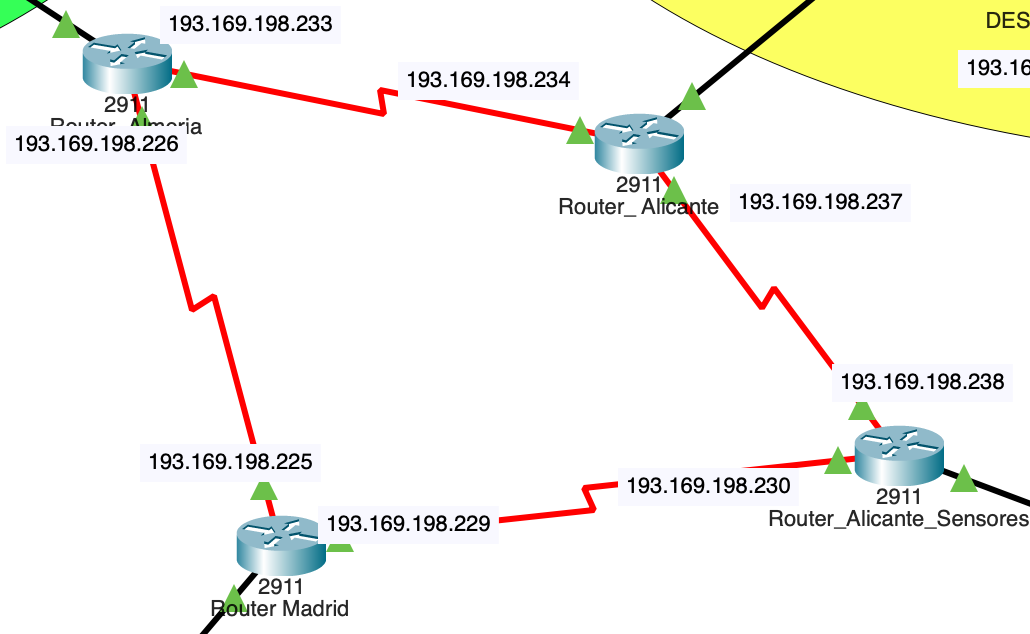 193.169.198.233
DES
193.16
193.169.198.234
2911
Router_Almeria
193.169.198.226
2911
Router_ Alicante
193.169.198.237
193.169.198.238
193.169.198.225
193.169.198.230
2911
Router_Alicante_Sensores
193.169.198.229
2911
Router Madrid